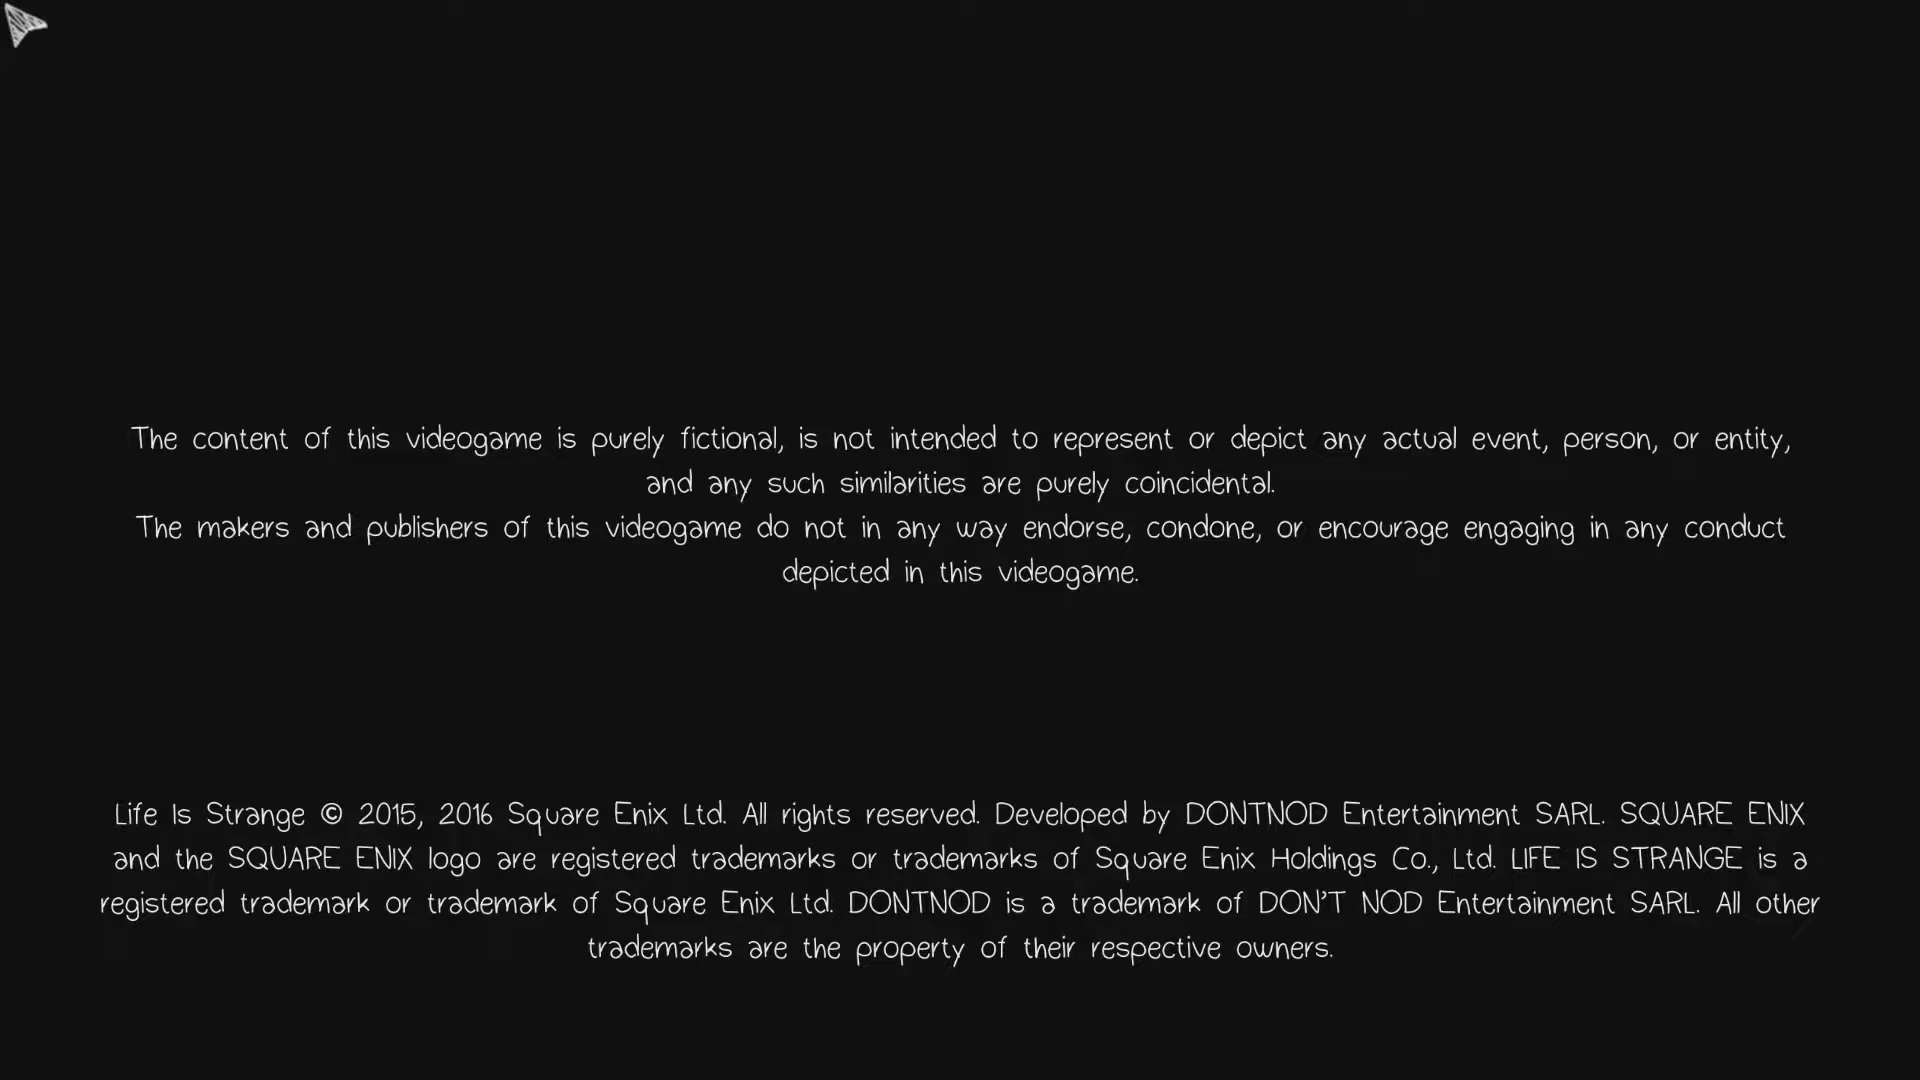 The content of this videogame is purely fictional, is not intended to represent or depict any actual event, person, or entity,
and any such similarities are purely coincidental.
The makers and publishers of this videogame do not in any way endorse, condone, or encourage engaging in any conduct
depicted in this videogame.
Life Is Strange © 2015, 2016 Square Enix Ltd. All rights reserved. Developed by DONTNOD Entertainment SARL. SQUARE ENIX
and the SQUARE ENIX logo are registered trademarks or trademarks of Square Enix Holdings Co., Ltd. LIFE IS STRANGE is a
registered trademark or trademark of Square Enix Ltd. DONTNOD is a trademark of DON'T NOD Entertainment SARL. All other
trademarks are the property of their respective owners.